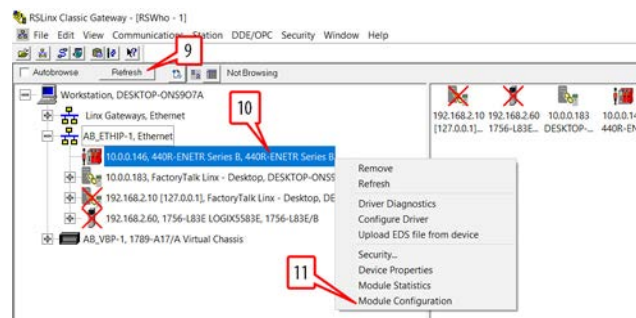 RSLinx Classic Gateway - [RSWho - 1]
File Edit View Communications Station DDE/OPC Security Window Help
9
Autobrowse Refresh Not Browsing
Workstation, DESKTOP-ONS9O7A
Linx Gateways, Ethernet
10
AB_ETHIP-1, Ethernet
10.0.0.146, 440R-ENETR Series B, 440R-ENETR Series B
10.0.0.183, FactoryTalk Linx - Desktop, DESKTOP-ONS9
192.168.2.10 [127.0.0.1], FactoryTalk Linx - Desktop, DE
192.168.2.60, 1756-L83E LOGIX5583E, 1756-L83E/B
AB_VBP-1, 1789-A17/A Virtual Chassis
192.168.2.10 192.168.2.60 10.0.0.183 10.0.0.14
[127.0.0.1]... 1756-L83E... DESKTOP-... 440R-EN
Remove
Refresh
Driver Diagnostics
Configure Driver
Upload EDS file from device
Security...
Device Properties
Module Statistics
Module Configuration
11